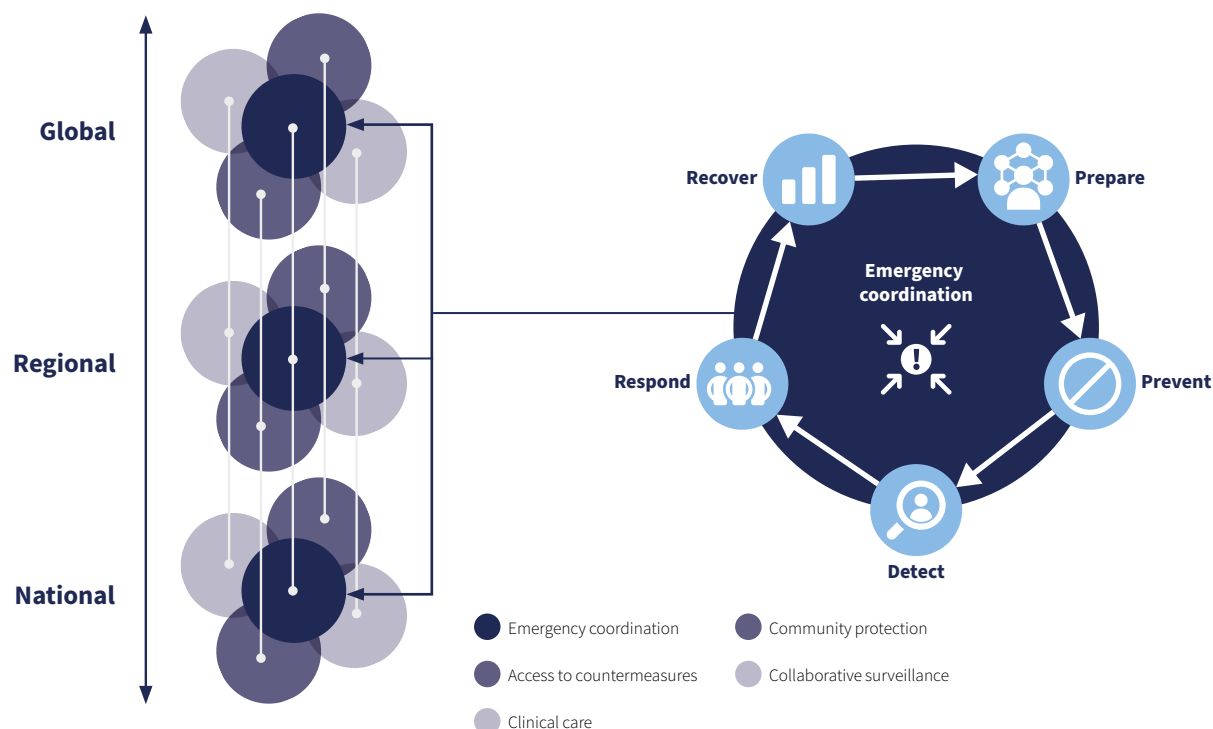 Global
Regional
National
Recover
Prepare
Emergency
coordination
Respond
Prevent
Detect
Emergency coordination
Community protection
Access to countermeasures
Collaborative surveillance
Clinical care